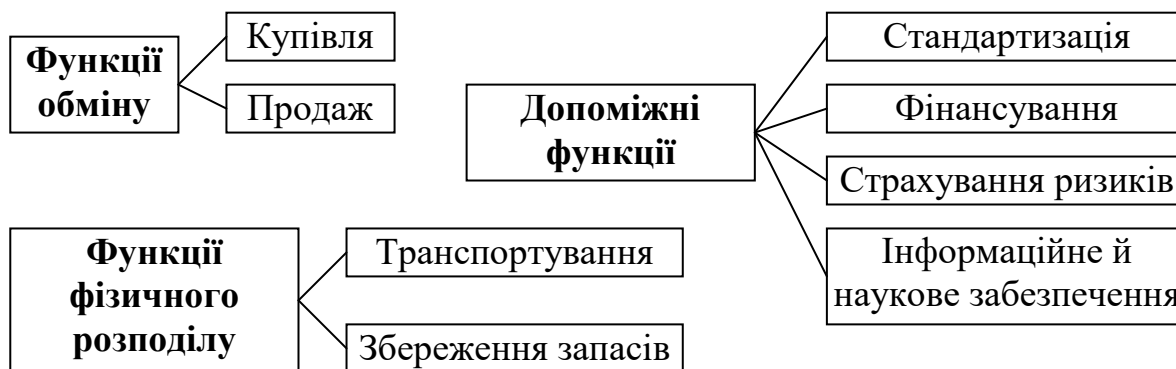 Функції
обміну
Купівля
Продаж
Допоміжні
функції
Стандартизація
Фінансування
Страхування ризиків
Інформаційне й
наукове забезпечення
Функції
фізичного
розподілу
Транспортування
Збереження запасів